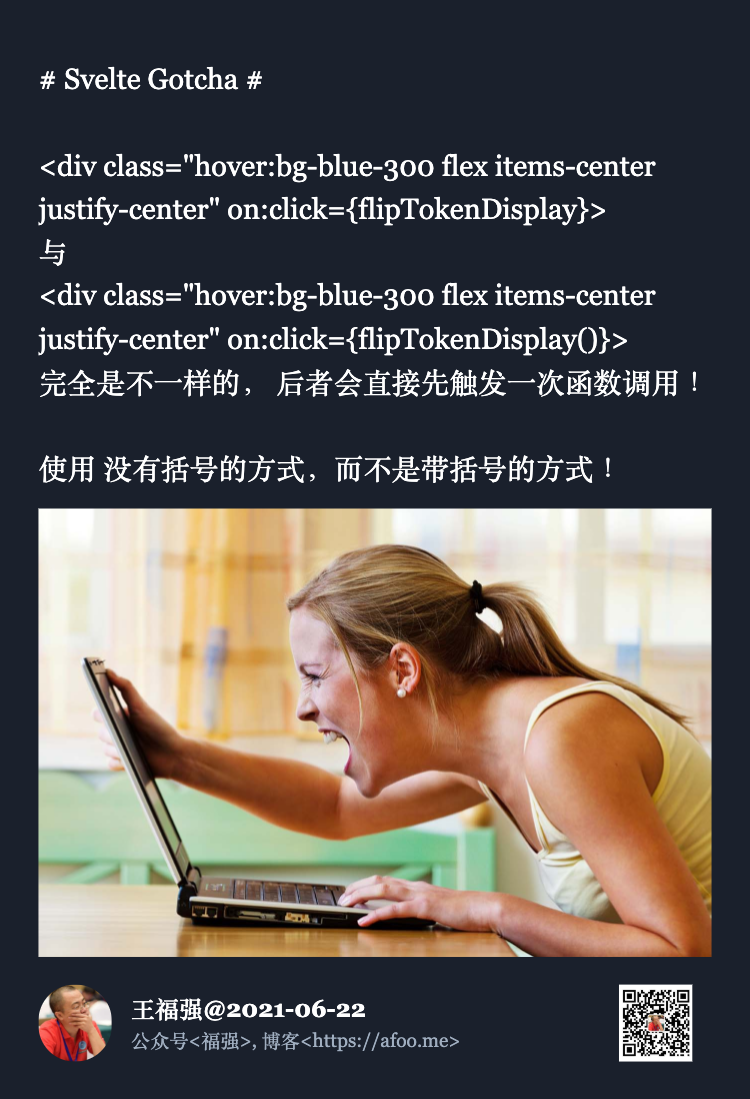 # Svelte Gotcha #
<div class="hover:bg-blue-300 flex items-center
justify-center" on:click={flipTokenDisplay}>
与
<div class="hover:bg-blue-300 flex items-center
justify-center" on:click={flipTokenDisplay()}>
完全是不一样的， 后者会直接先触发一次函数调用！
使用 没有括号的方式，而不是带括号的方式！
王福强@2021-06-22
公众号<福强>, 博客<https://afoo.me>